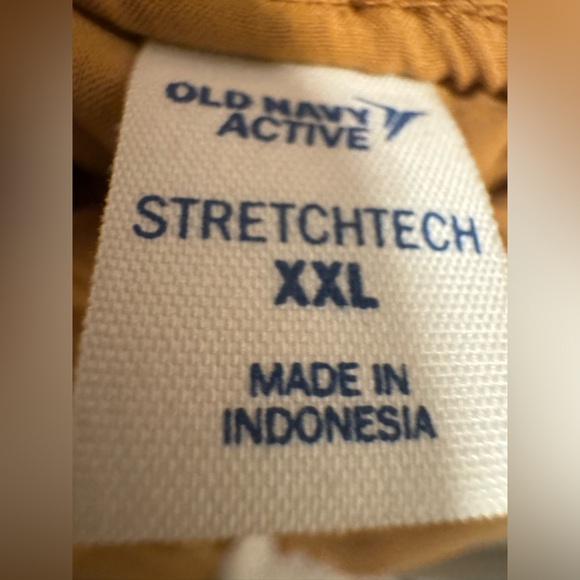 OLD NAVY
ACTIVE
STRETCHTECH
XXL
MADE IN
INDONESIA